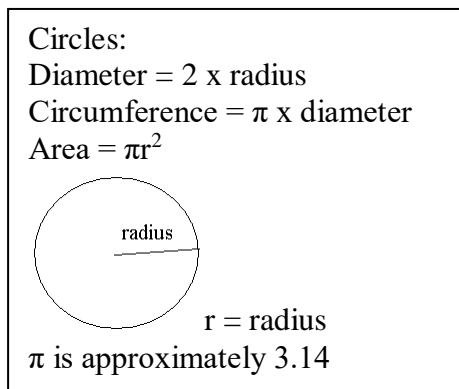 Circles:
Diameter = 2 x radius
Circumference = π x diameter
Area = πr²
radius
r = radius
π is approximately 3.14